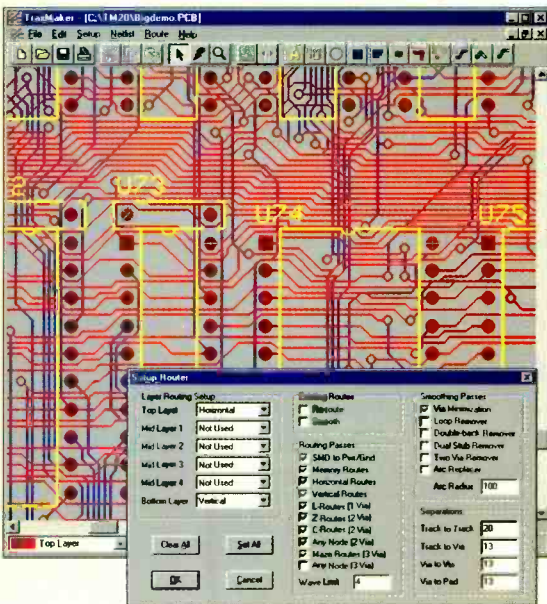 TraxMaker - [C:\TM20\Bigdemo.PCB]
File Edit Setup Netlist Route Help
UZ3
UZ4
UZ5
Setup Router
Layer Routing Setup
Top Layer Horizontal
Mid Layer 1 Not Used
Mid Layer 2 Not Used
Mid Layer 3 Not Used
Mid Layer 4 Not Used
Bottom Layer Vertical
Clear All Set All
OK Cancel
Existing Routes
Reroute
Smooth
Routing Passes
SMD to Pwr/Gnd
Memory Routes
Horizontal Routes
Vertical Routes
L-Routes (1 Via)
Z Routes (2 Via)
C-Routes (2 Via)
Any Node (2 Via)
Maze Routes (3 Via)
Any Node (3 Via)
Wave Limit 4
Smoothing Passes
Via Minimization
Loop Remover
Double-back Remover
Dual Stub Remover
Two Via Remover
Arc Replacer
Arc Radius 100
Separations
Track to Track 20
Track to Via 13
Via to Via 13
Via to Pad 13
Top Layer